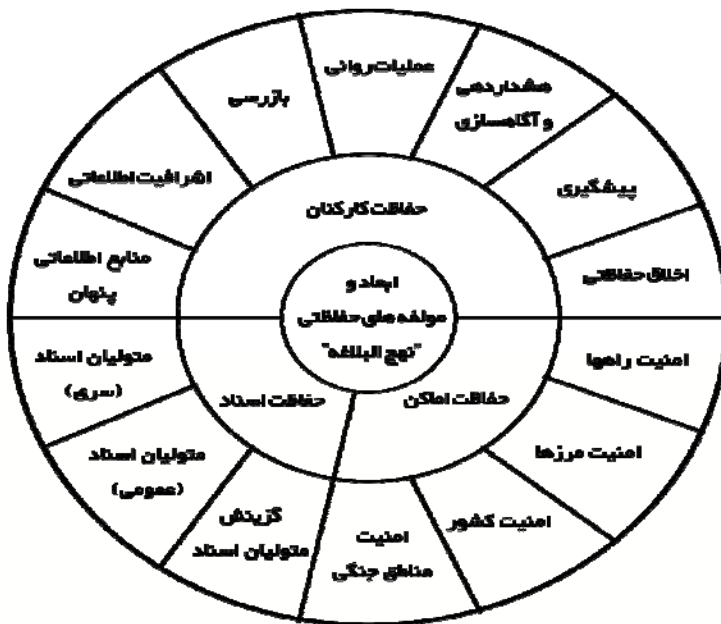 عملیات روانی
هشداردهی
و آگاهسازی
بازرسی
پیشگیری
اشرافیت اطلاعاتی
حفاظت کارکنان
منابع اطلاعاتی
پنهان
اخلاق حفاظتی
ابعاد و
مولفه های حفاظتی
"نهج البلاغه"
متولیان اسناد
(سری)
امنیت راهها
حفاظت اسناد
حفاظت اماکن
متولیان اسناد
(عمومی)
امنیت مرزها
گزینش
متولیان اسناد
امنیت
مناطق جنگی
امنیت کشور